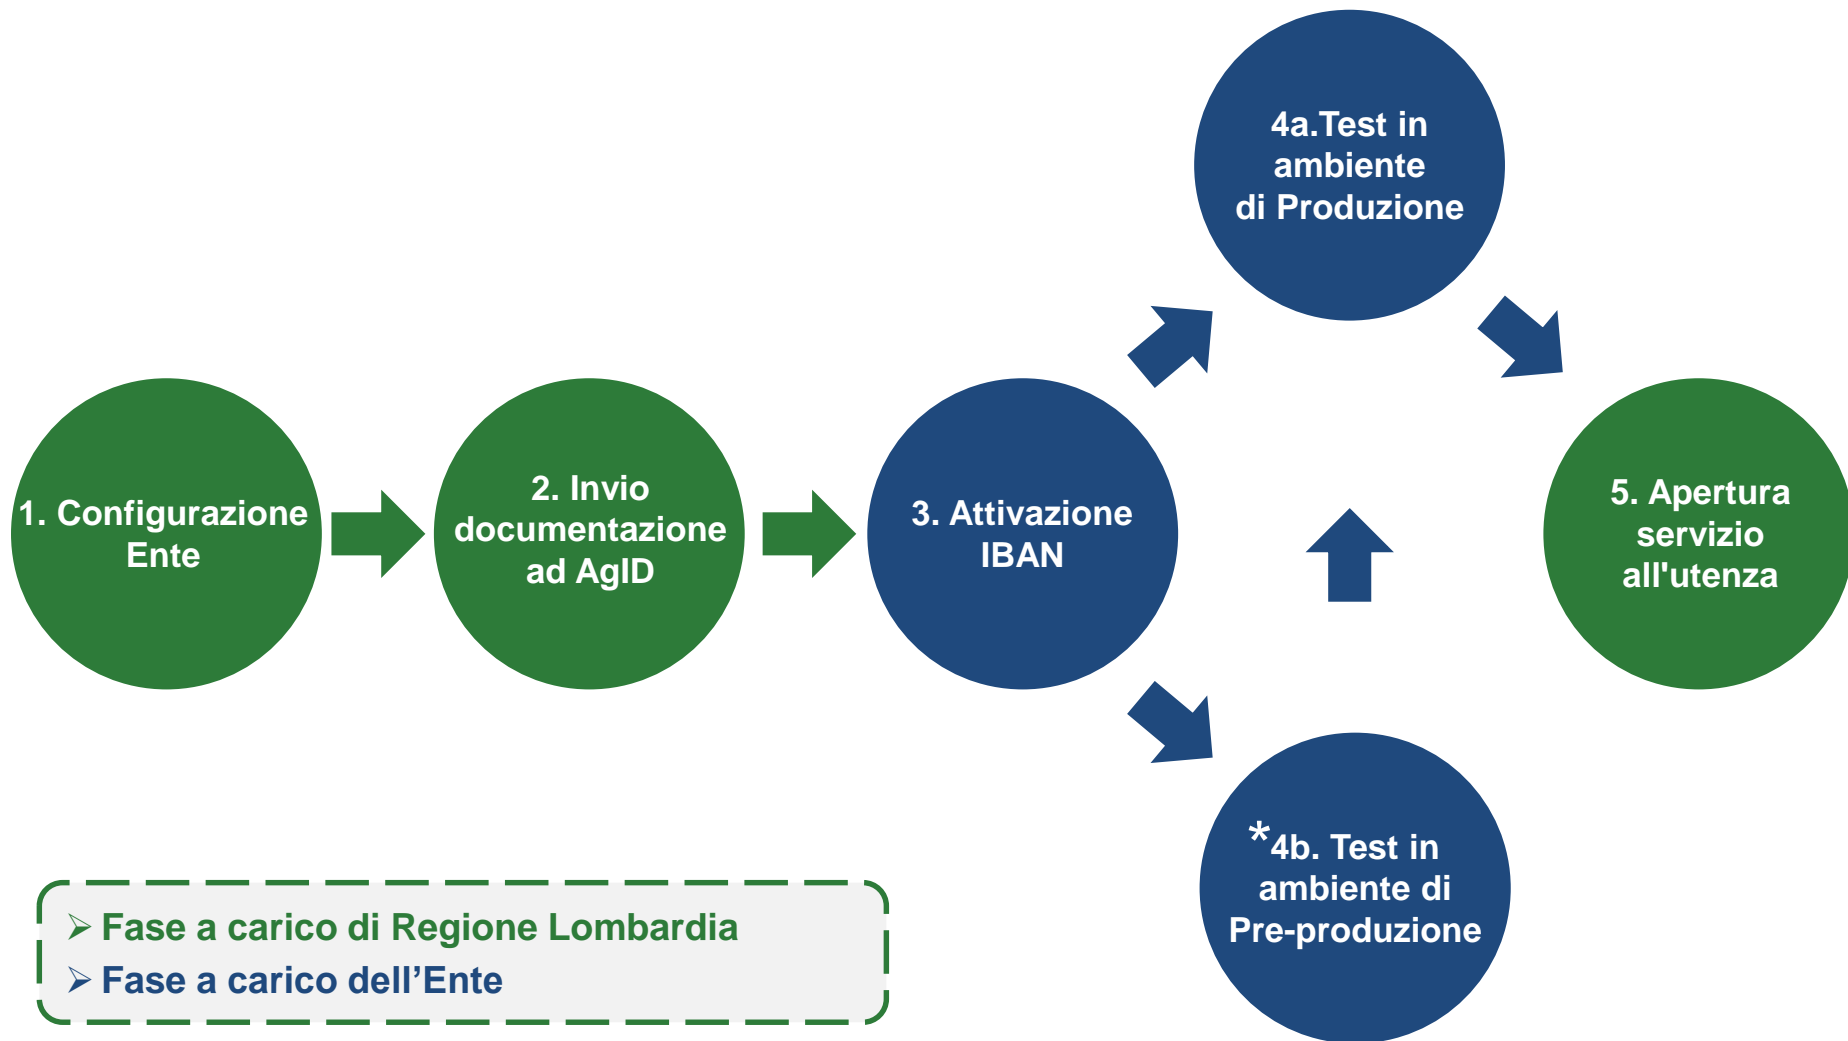 1. Configurazione
Ente
2. Invio
documentazione
ad AgID
3. Attivazione
IBAN
4a.Test in
ambiente
di Produzione
*4b. Test in
ambiente di
Pre-produzione
5. Apertura
servizio
all'utenza
➢ Fase a carico di Regione Lombardia
➢ Fase a carico dell’Ente